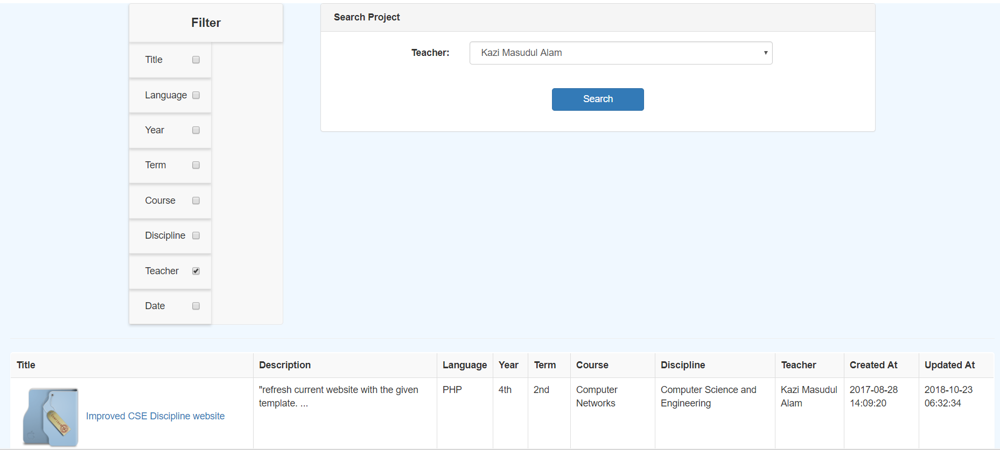 Filter
Title
Language
Year
Term
Course
Discipline
Teacher
Date
Search Project
Teacher: Kazi Masudul Alam
Search
Title Description Language Year Term Course Discipline Teacher Created At Updated At
Improved CSE Discipline website
"refresh current website with the given
template. ...
PHP
4th
2nd
Computer
Networks
Computer Science and
Engineering
Kazi Masudul
Alam
2017-08-28
14:09:20
2018-10-23
06:32:34